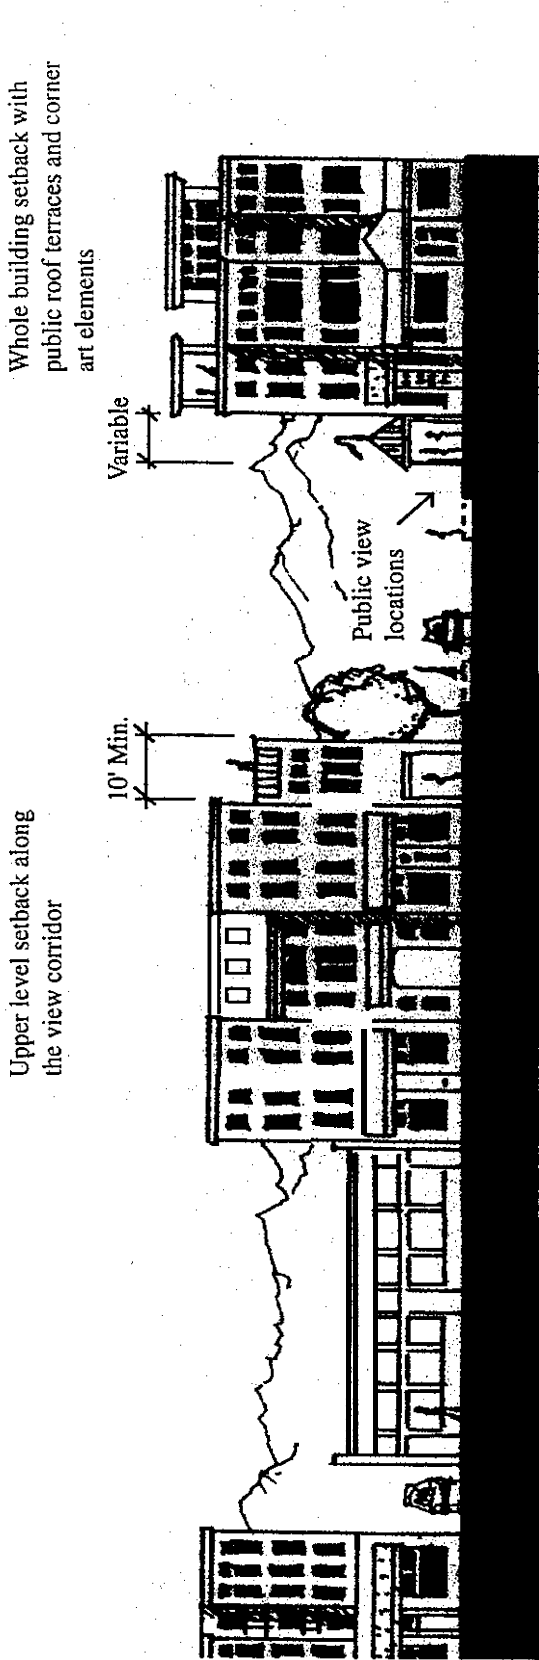 Upper level setback along
the view corridor
10' Min.
Whole building setback with
public roof terraces and corner
art elements
Variable
Public view
locations